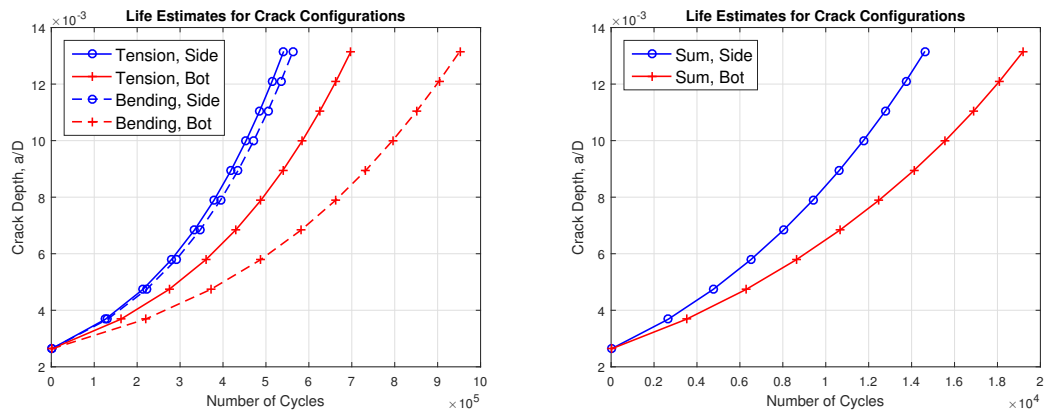 Life Estimates for Crack Configurations
×10⁻³
14
12
10
8
6
4
2
Crack Depth, a/D
Tension, Side
Tension, Bot
Bending, Side
Bending, Bot
0 1 2 3 4 5 6 7 8 9 10
Number of Cycles
×10⁵
Life Estimates for Crack Configurations
×10⁻³
14
12
10
8
6
4
2
Crack Depth, a/D
Sum, Side
Sum, Bot
0 0.2 0.4 0.6 0.8 1 1.2 1.4 1.6 1.8 2
Number of Cycles
×10⁴